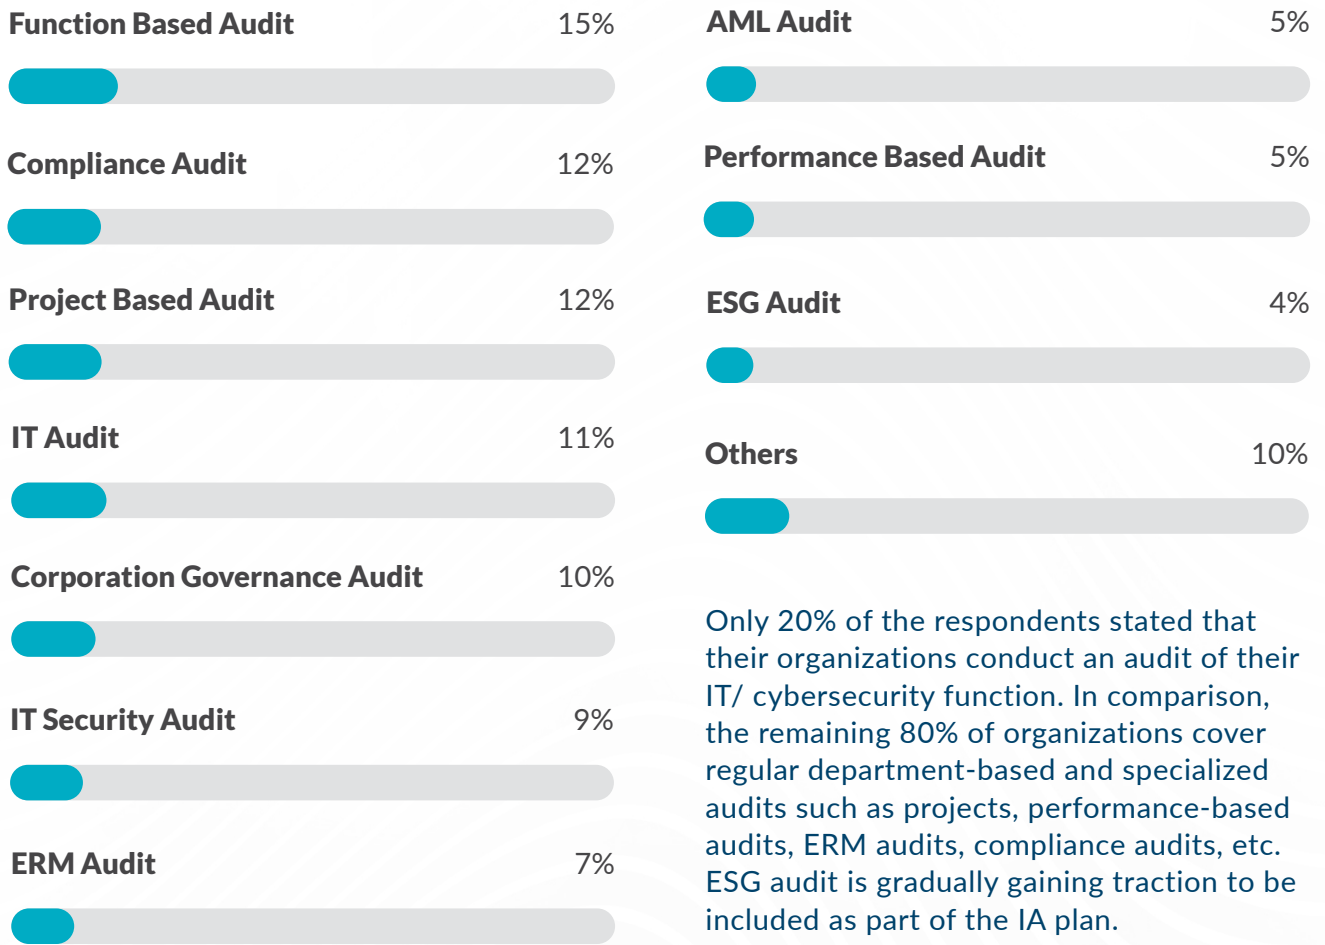 Function Based Audit 15%
Compliance Audit 12%
Project Based Audit 12%
IT Audit 11%
Corporation Governance Audit 10%
IT Security Audit 9%
ERM Audit 7%
AML Audit 5%
Performance Based Audit 5%
ESG Audit 4%
Others 10%
Only 20% of the respondents stated that
their organizations conduct an audit of their
IT/ cybersecurity function. In comparison,
the remaining 80% of organizations cover
regular department-based and specialized
audits such as projects, performance-based
audits, ERM audits, compliance audits, etc.
ESG audit is gradually gaining traction to be
included as part of the IA plan.